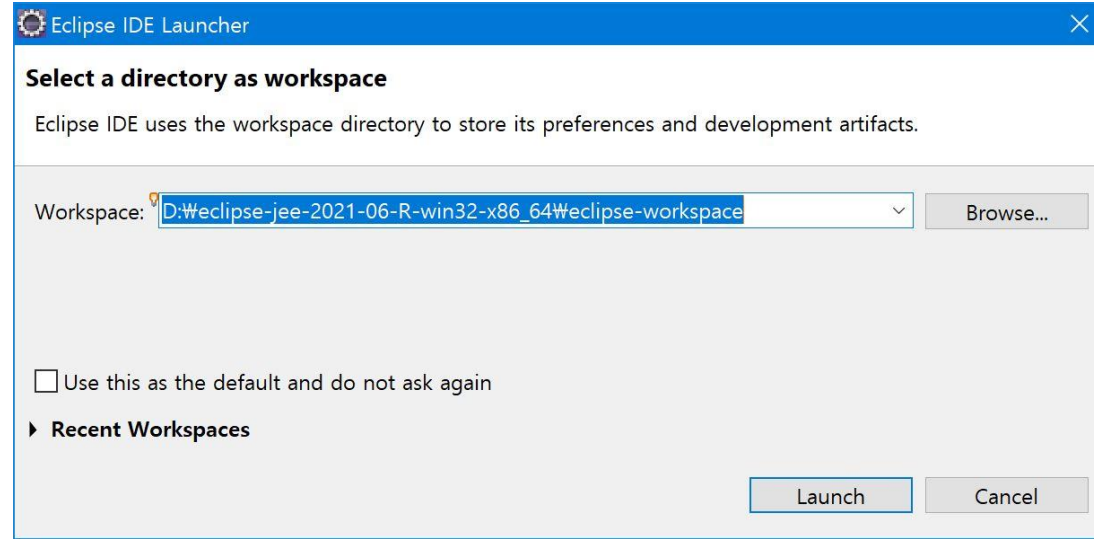 Eclipse IDE Launcher
Select a directory as workspace
Eclipse IDE uses the workspace directory to store its preferences and development artifacts.
Workspace: D:₩eclipse-jee-2021-06-R-win32-x86_64₩eclipse-workspace Browse...
Use this as the default and do not ask again
Recent Workspaces
Launch Cancel